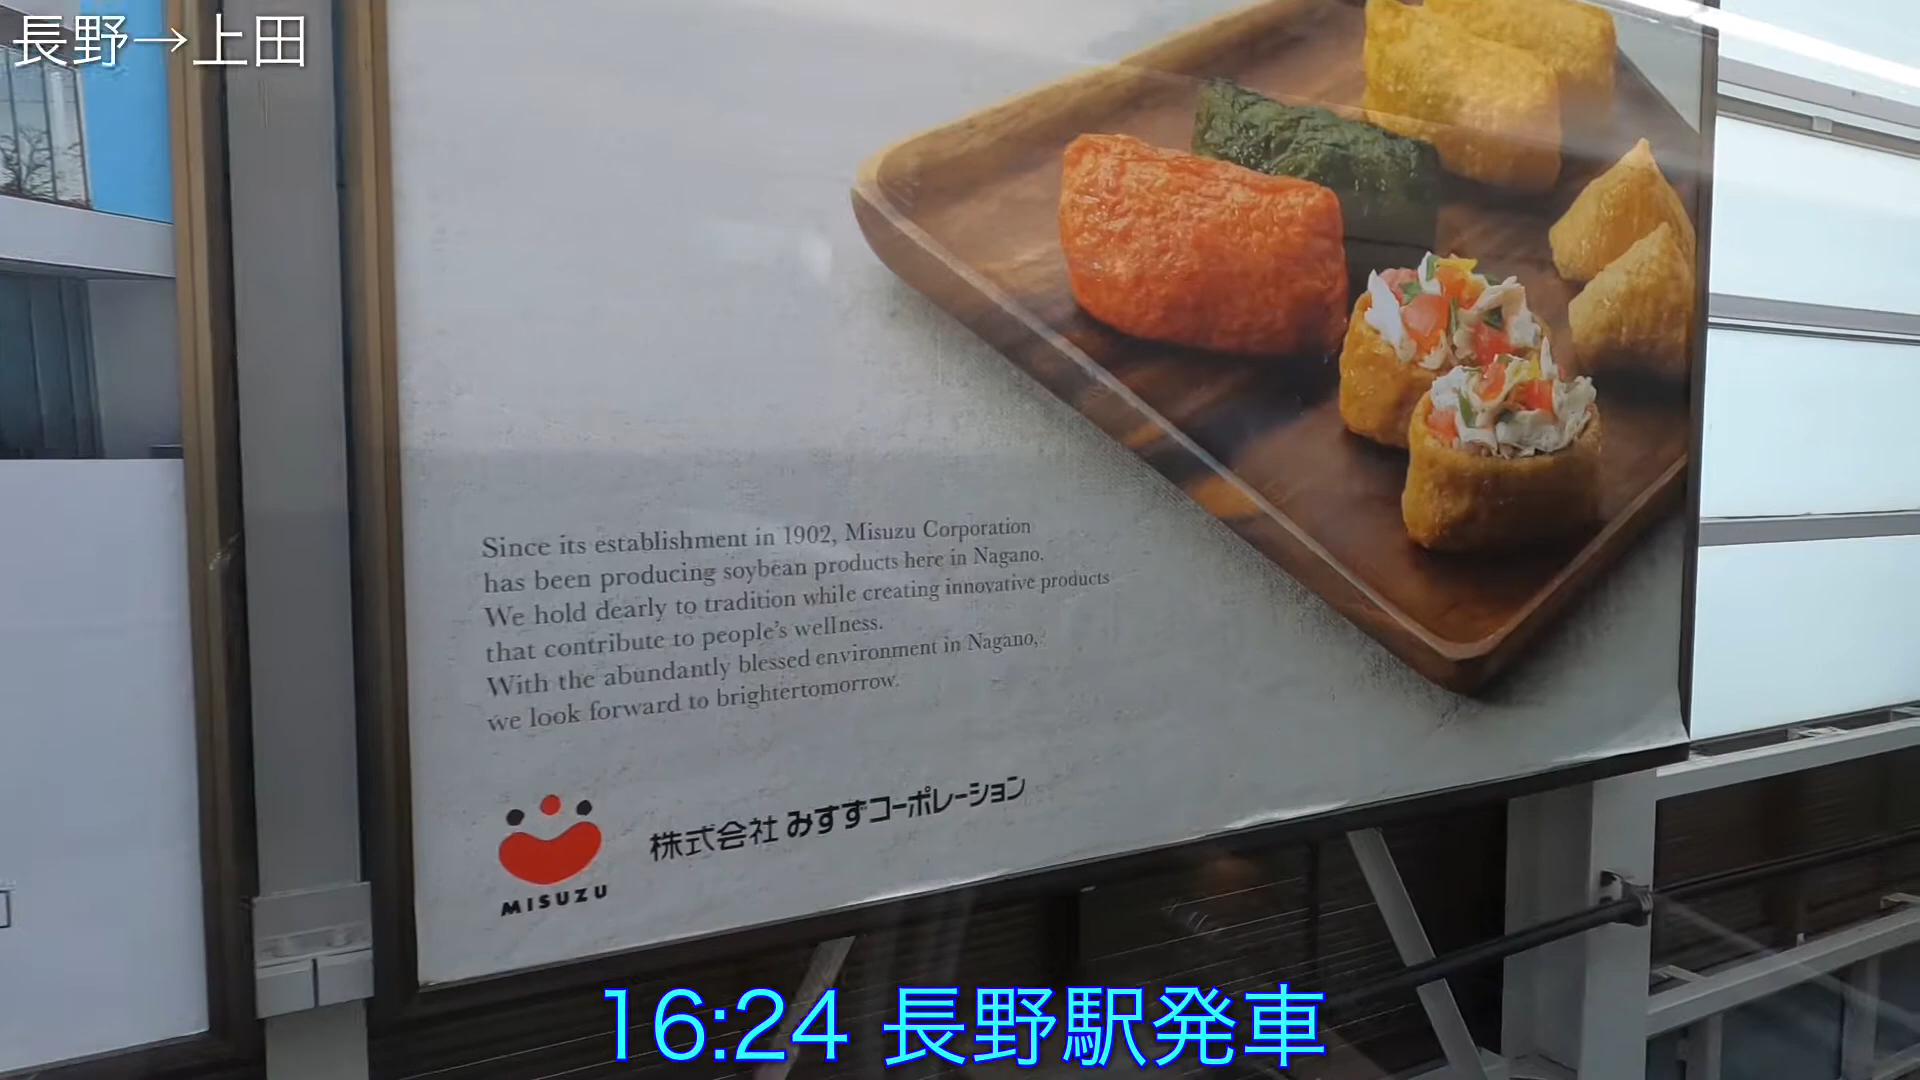 長野→上田
Since its establishment in 1902, Misuzu Corporation
has been producing soybean products here in Nagano.
We hold dearly to tradition while creating innovative products
that contribute to people's wellness.
With the abundantly blessed environment in Nagano,
we look forward to brightertomorrow.
MISUZU
株式会社 みすずコーポレーション
16:24 長野駅発車